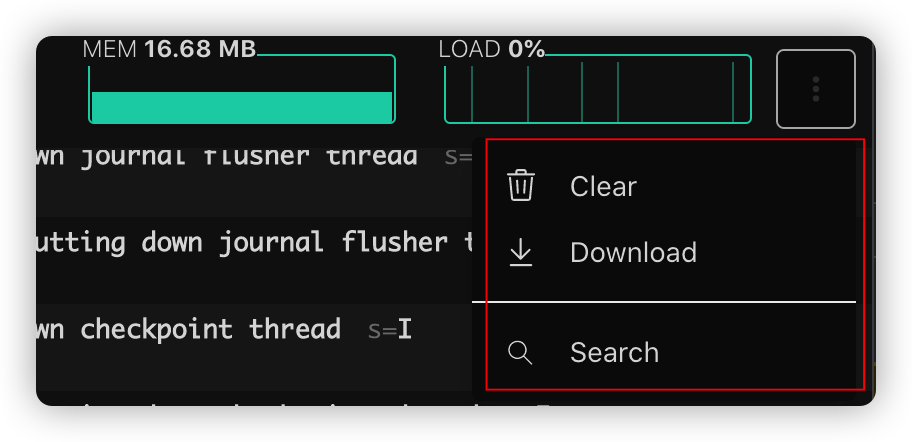 MEM 16.68 MB
LOAD 0%
wn journal flusher thread s=
Clear
utting down journal flusher
Download
wn checkpoint thread s=I
Search